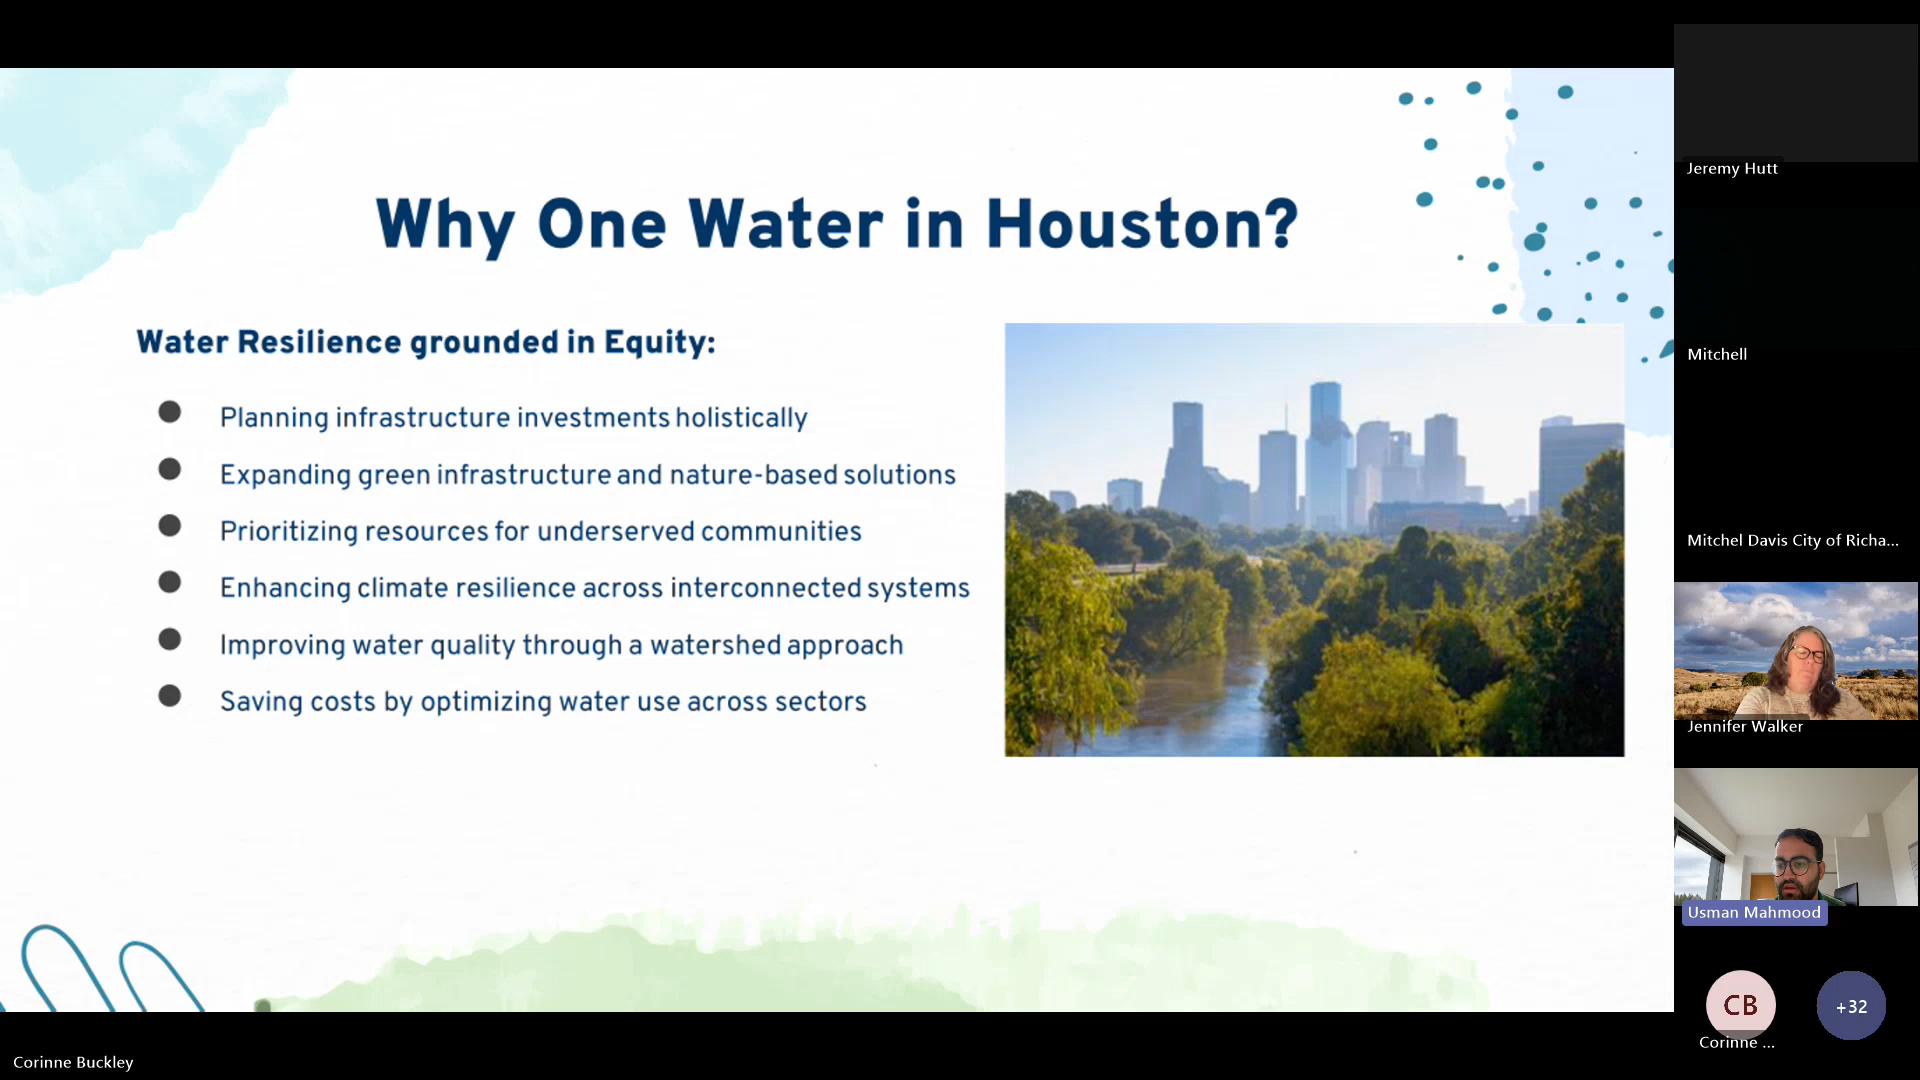 Why One Water in Houston?
Water Resilience grounded in Equity:
Planning infrastructure investments holistically
Expanding green infrastructure and nature-based solutions
Prioritizing resources for underserved communities
Enhancing climate resilience across interconnected systems
Improving water quality through a watershed approach
Saving costs by optimizing water use across sectors
Jeremy Hutt
Mitchell
Mitchel Davis City of Richa...
Jennifer Walker
Usman Mahmood
CB
+32
Corinne ...
Corinne Buckley